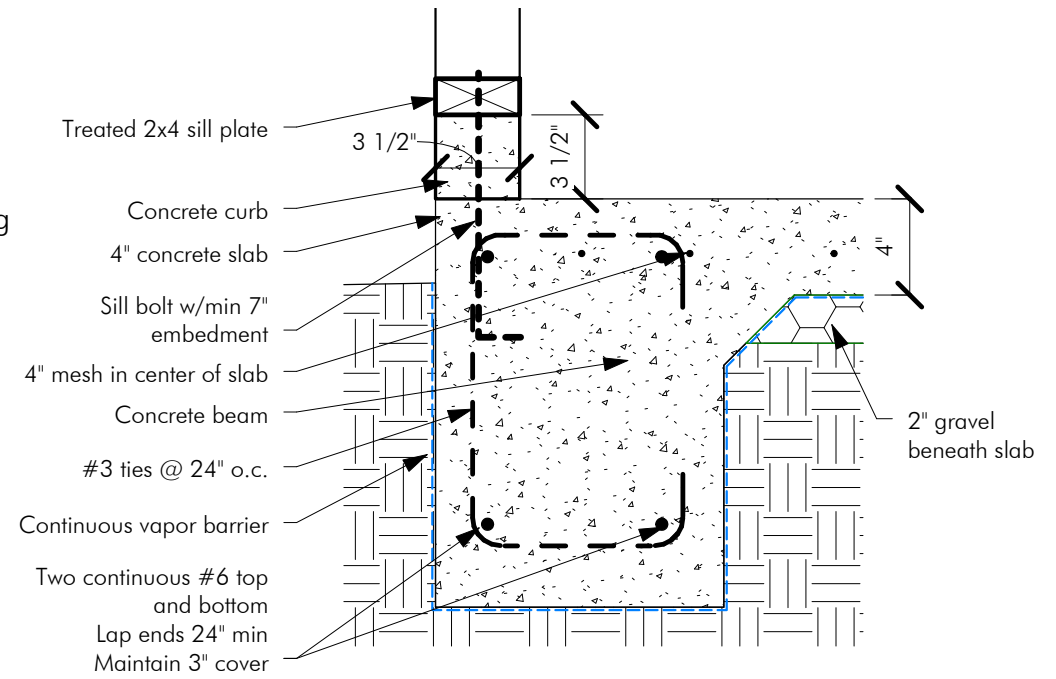 Treated 2x4 sill plate
3 1/2"
3 1/2"
Concrete curb
g
4" concrete slab
4"
Sill bolt w/min 7"
embedment
4" mesh in center of slab
Concrete beam
2" gravel
beneath slab
#3 ties @ 24" o.c.
Continuous vapor barrier
Two continuous #6 top
and bottom
Lap ends 24" min
Maintain 3" cover